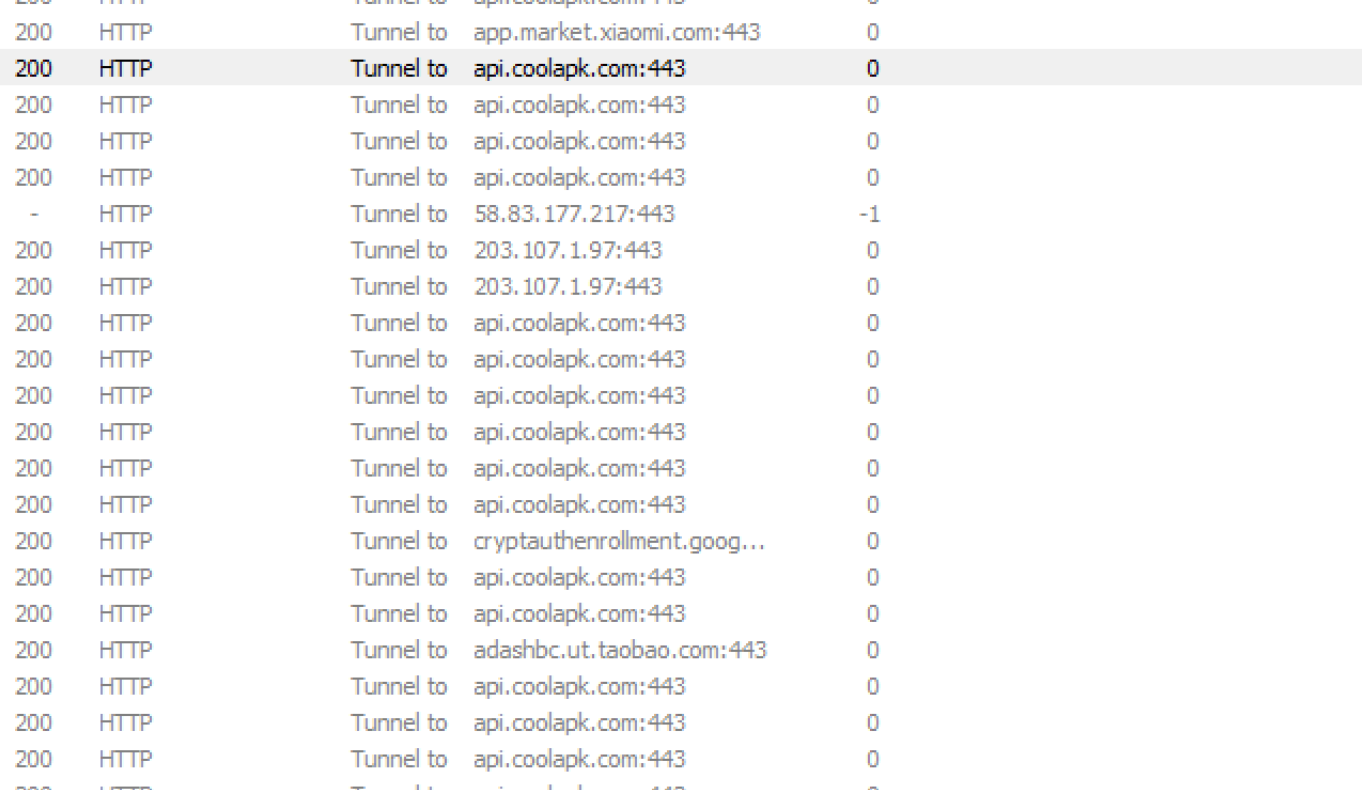 200 HTTP Tunnel to api.coolapk.com:443 0
200 HTTP Tunnel to app.market.xiaomi.com:443 0
200 HTTP Tunnel to api.coolapk.com:443 0
200 HTTP Tunnel to api.coolapk.com:443 0
200 HTTP Tunnel to api.coolapk.com:443 0
200 HTTP Tunnel to api.coolapk.com:443 0
- HTTP Tunnel to 58.83.177.217:443 -1
200 HTTP Tunnel to 203.107.1.97:443 0
200 HTTP Tunnel to 203.107.1.97:443 0
200 HTTP Tunnel to api.coolapk.com:443 0
200 HTTP Tunnel to api.coolapk.com:443 0
200 HTTP Tunnel to api.coolapk.com:443 0
200 HTTP Tunnel to api.coolapk.com:443 0
200 HTTP Tunnel to api.coolapk.com:443 0
200 HTTP Tunnel to api.coolapk.com:443 0
200 HTTP Tunnel to cryptauthenrollment.goog... 0
200 HTTP Tunnel to api.coolapk.com:443 0
200 HTTP Tunnel to api.coolapk.com:443 0
200 HTTP Tunnel to adashbc.ut.taobao.com:443 0
200 HTTP Tunnel to api.coolapk.com:443 0
200 HTTP Tunnel to api.coolapk.com:443 0
200 HTTP Tunnel to api.coolapk.com:443 0